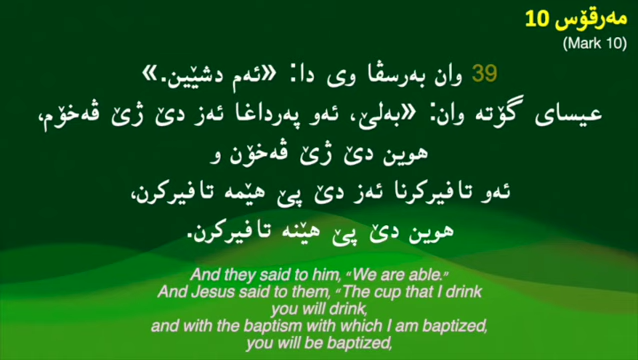 مەرقۆس 10
(Mark 10)
39 وان بەرسڤا وی دا: «ئەم دشێین.»
عیسای گۆتە وان: «بەلێ، ئەو پەرداغا ئەز دێ ژێ ڤەخۆم،
هوین دێ ژێ ڤەخۆن و
ئەو تافیرکرنا ئەز دێ پێ هێمە تافیرکرن،
هوین دێ پێ هێنە تافیرکرن.
And they said to him, “We are able.”
And Jesus said to them, “The cup that I drink
you will drink,
and with the baptism with which I am baptized,
you will be baptized,